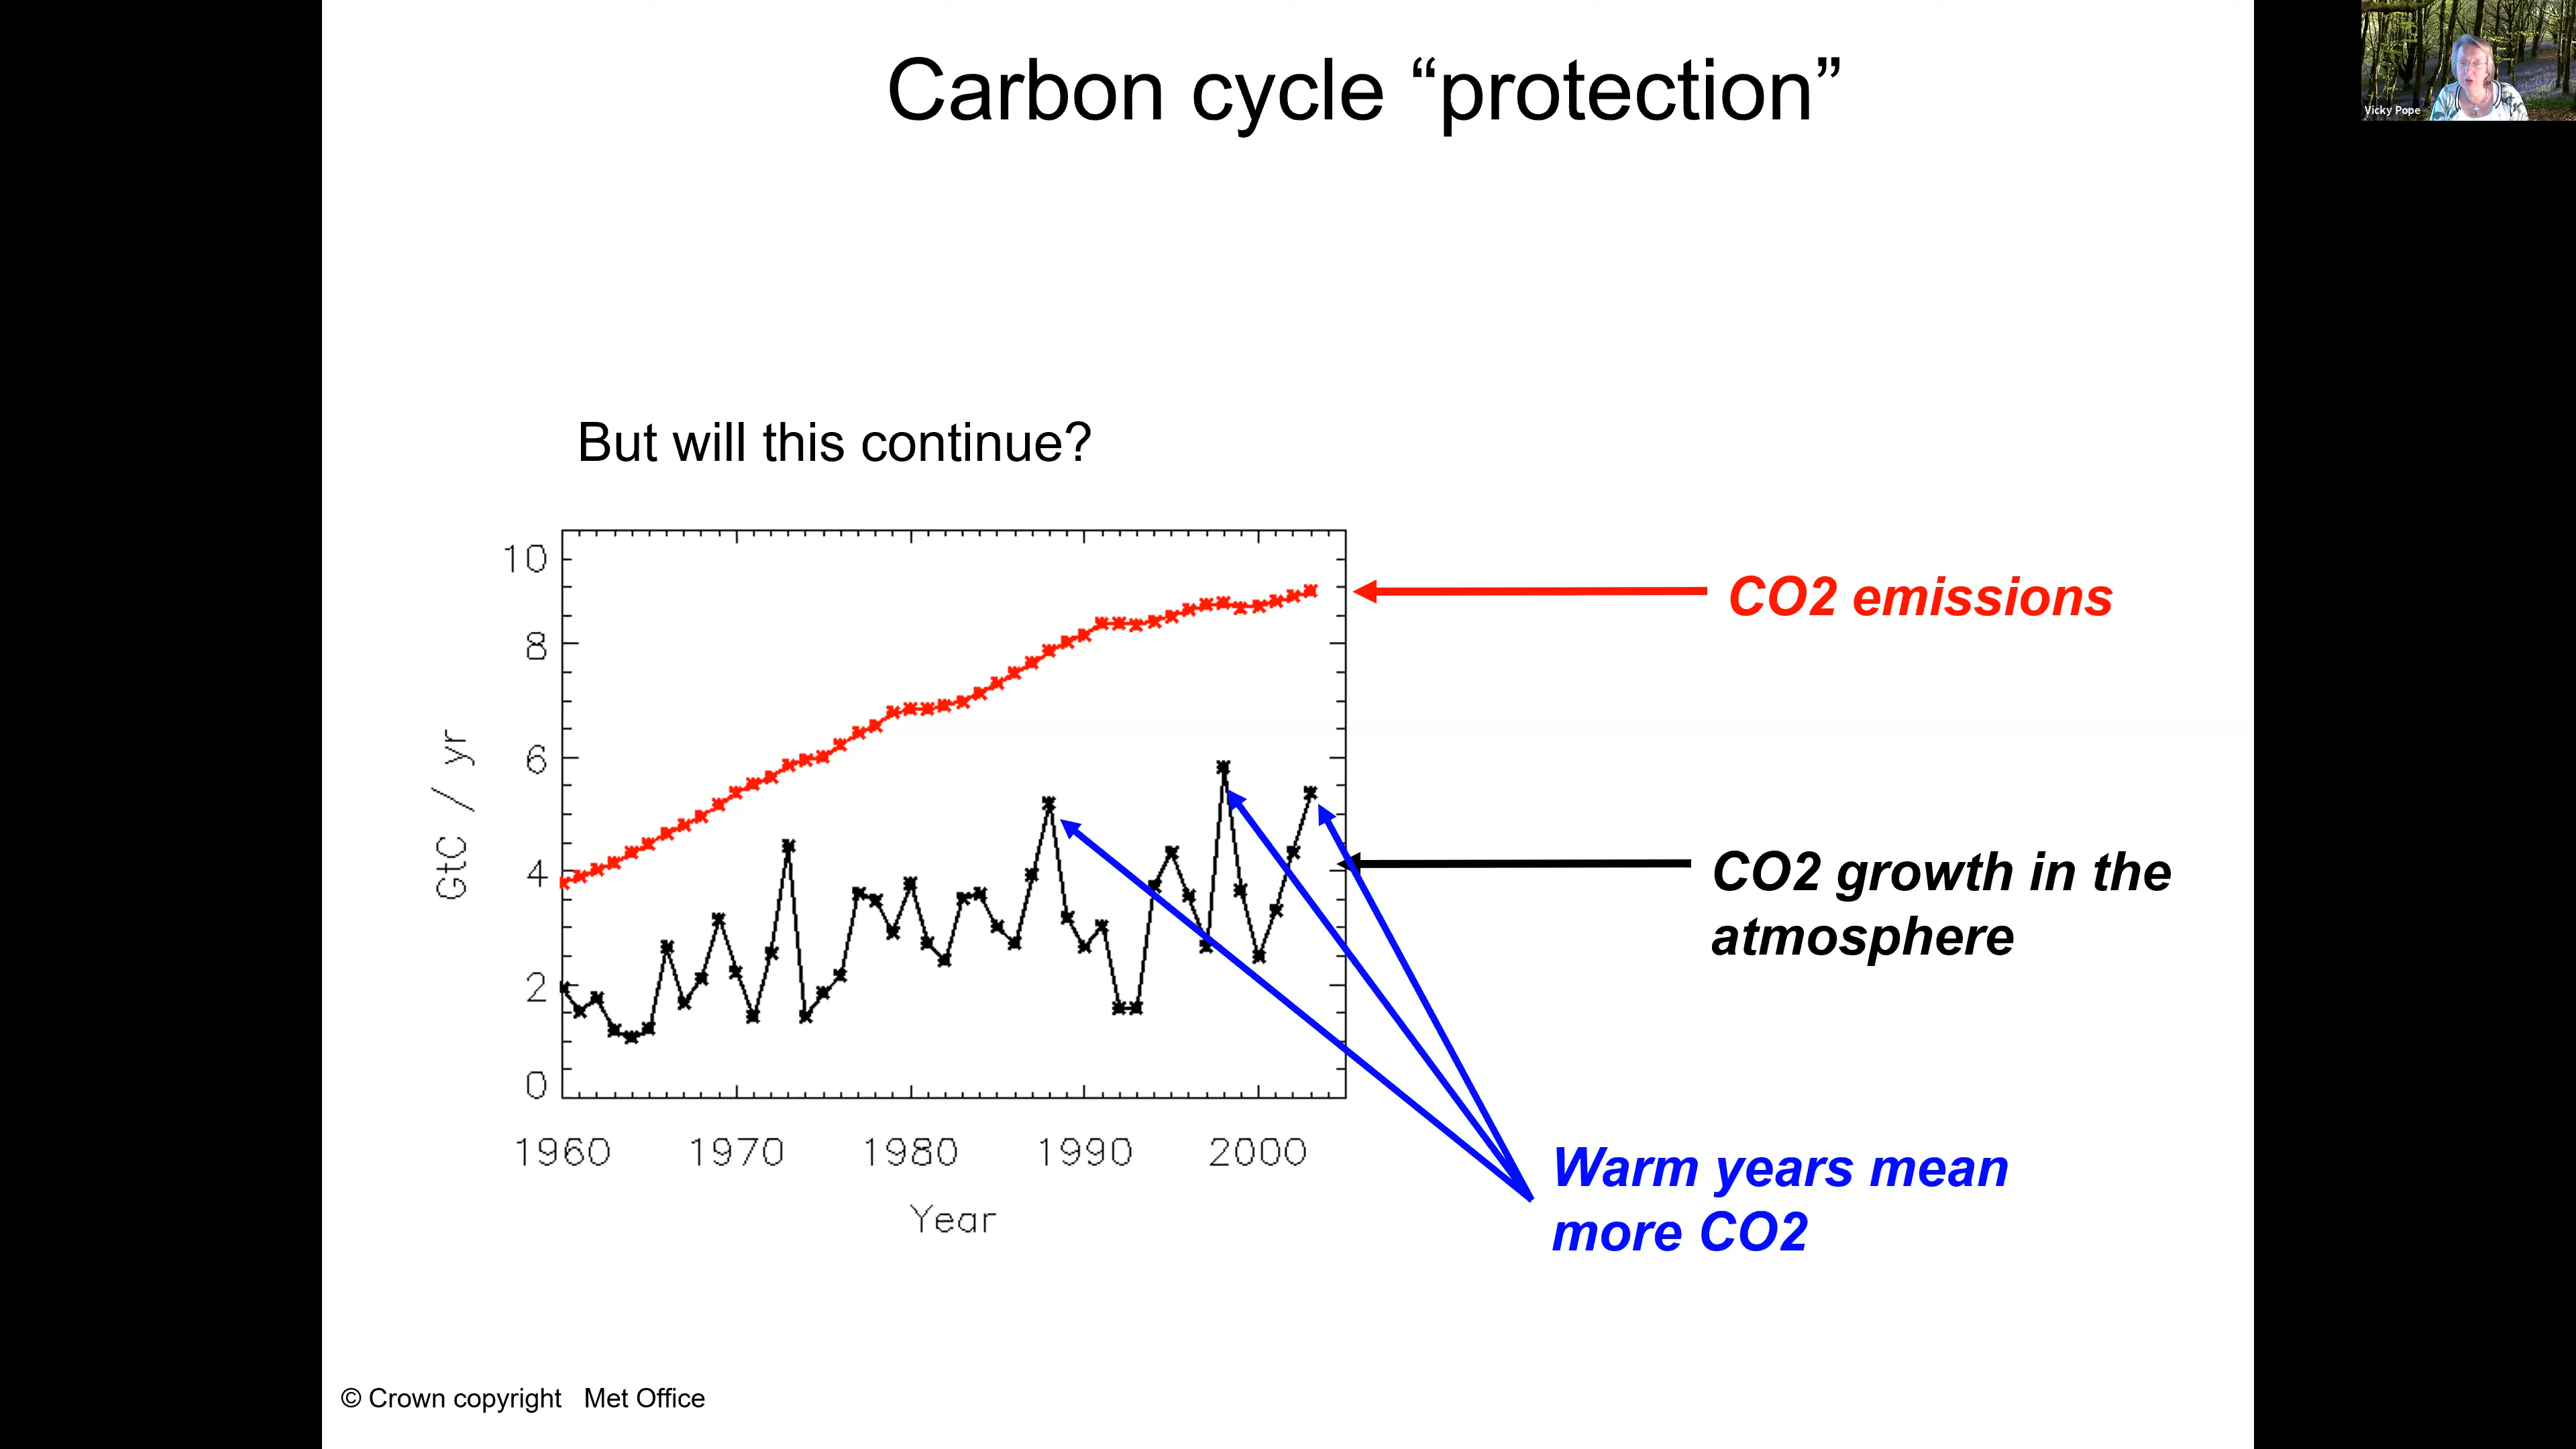 Carbon cycle “protection”
Vicky Pope
But will this continue?
10
8
6
4
2
0
GtC / yr
1960 1970 1980 1990 2000
Year
CO2 emissions
CO2 growth in the
atmosphere
Warm years mean
more CO2
© Crown copyright Met Office